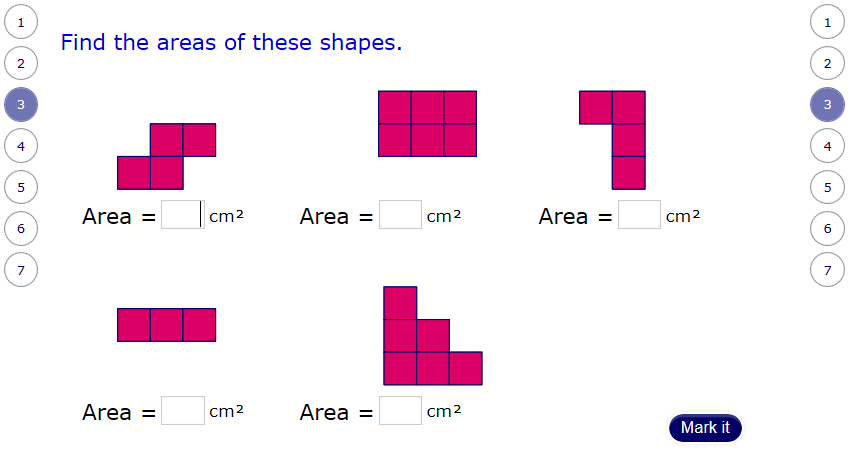 1
2
3
4
5
6
7
Find the areas of these shapes.
Area = cm²
Area = cm²
Area = cm²
Area = cm²
Area = cm²
Mark it
1
2
3
4
5
6
7